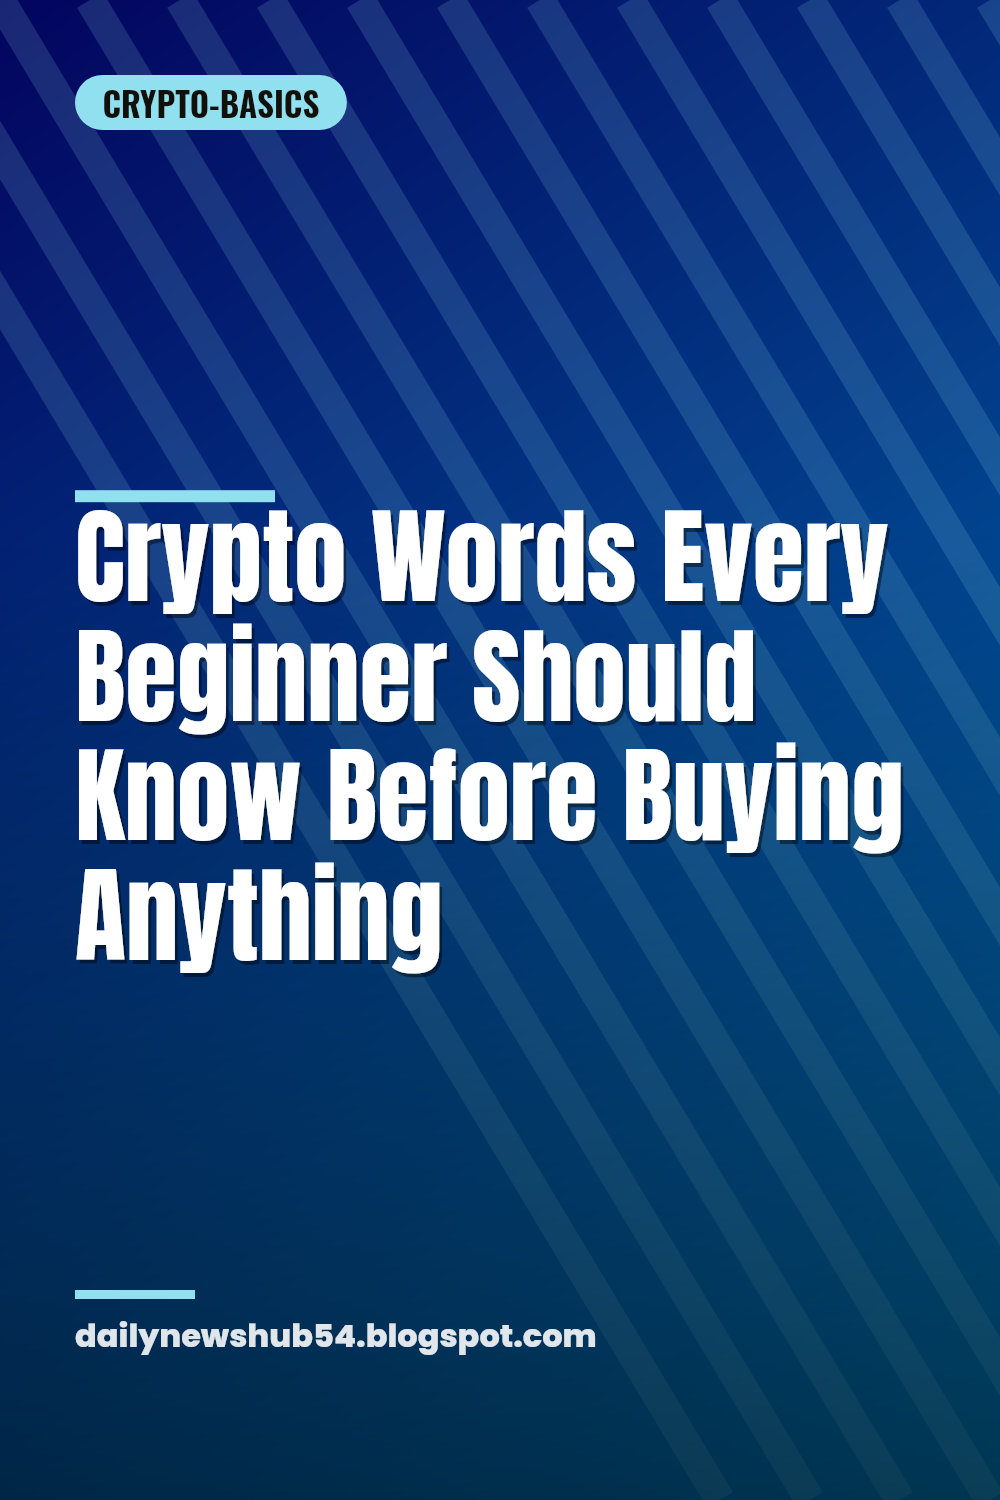 CRYPTO-BASICS
Crypto Words Every
Beginner Should
Know Before Buying
Anything
dailynewshub54.blogspot.com